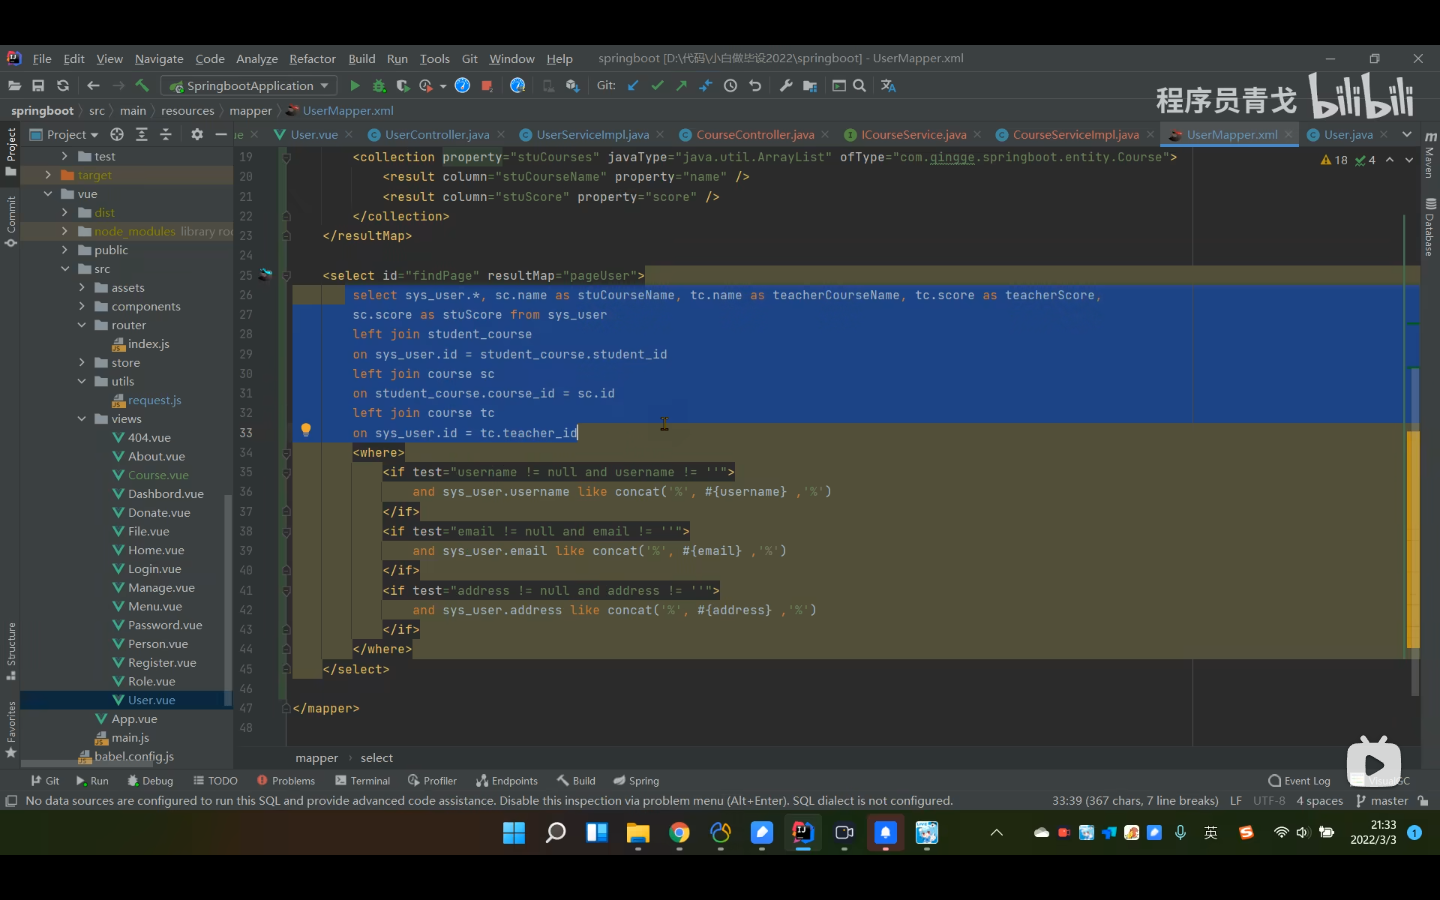 File Edit View Navigate Code Analyze Refactor Build Run Tools Git Window Help springboot [D:\代码\小白做毕设2022\springboot] - UserMapper.xml
SpringbootApplication Git:
程序员青戈 bilibili
springboot src main resources mapper UserMapper.xml
Project
User.vue UserController.java UserServiceImpl.java CourseController.java ICourseService.java CourseServiceImpl.java UserMapper.xml User.java
18 4
Project
Commit
Structure
Favorites
Maven
Database
test
target
vue
dist
node_modules library roo
public
src
assets
components
router
index.js
store
utils
request.js
views
404.vue
About.vue
Course.vue
Dashbord.vue
Donate.vue
File.vue
Home.vue
Login.vue
Manage.vue
Menu.vue
Password.vue
Person.vue
Register.vue
Role.vue
User.vue
App.vue
main.js
babel.config.js
19 <collection property="stuCourses" javaType="java.util.ArrayList" ofType="com.qingge.springboot.entity.Course">
20 <result column="stuCourseName" property="name" />
21 <result column="stuScore" property="score" />
22 </collection>
23 </resultMap>
24
25 <select id="findPage" resultMap="pageUser">
26 select sys_user.*, sc.name as stuCourseName, tc.name as teacherCourseName, tc.score as teacherScore,
27 sc.score as stuScore from sys_user
28 left join student_course
29 on sys_user.id = student_course.student_id
30 left join course sc
31 on student_course.course_id = sc.id
32 left join course tc
33 on sys_user.id = tc.teacher_id
34 <where>
35 <if test="username != null and username != ''">
36 and sys_user.username like concat('%', #{username} ,'%')
37 </if>
38 <if test="email != null and email != ''">
39 and sys_user.email like concat('%', #{email} ,'%')
40 </if>
41 <if test="address != null and address != ''">
42 and sys_user.address like concat('%', #{address} ,'%')
43 </if>
44 </where>
45 </select>
46
47 </mapper>
48
mapper select
Git Run Debug TODO Problems Terminal Profiler Endpoints Build Spring Event Log VisualGC
No data sources are configured to run this SQL and provide advanced code assistance. Disable this inspection via problem menu (Alt+Enter). SQL dialect is not configured. 33:39 (367 chars, 7 line breaks) LF UTF-8 4 spaces master
英 21:33
2022/3/3 1